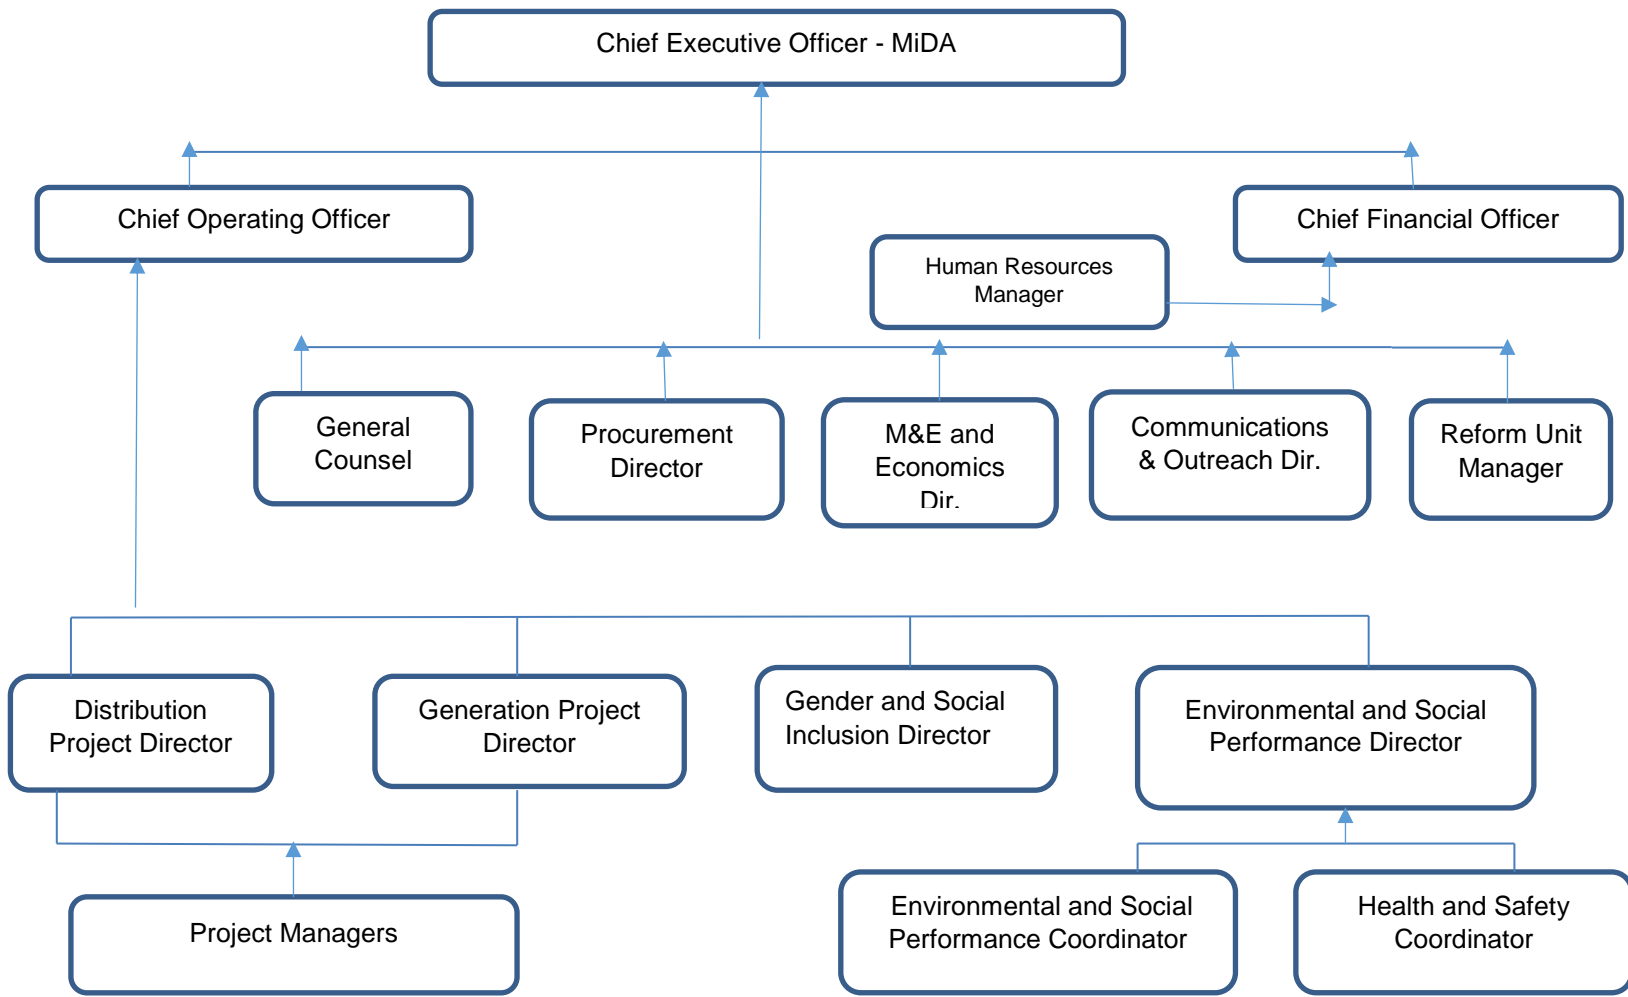 Chief Executive Officer - MiDA
Chief Operating Officer
Chief Financial Officer
Human Resources
Manager
General
Counsel
Procurement
Director
M&E and
Economics
Dir.
Communications
& Outreach Dir.
Reform Unit
Manager
Distribution
Project Director
Generation Project
Director
Gender and Social
Inclusion Director
Environmental and Social
Performance Director
Project Managers
Environmental and Social
Performance Coordinator
Health and Safety
Coordinator